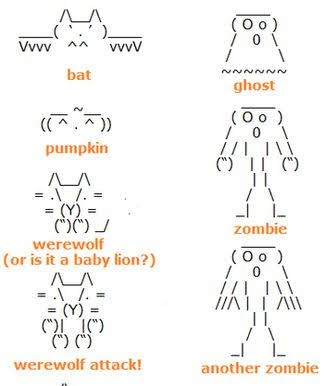 bat
ghost
pumpkin
werewolf
(or is it a baby lion?)
zombie
werewolf attack!
another zombie